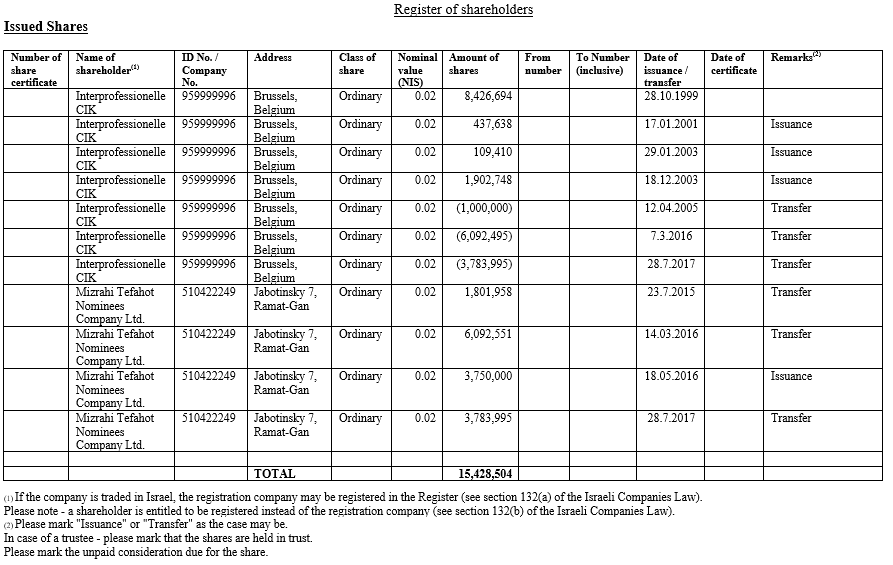 Register of shareholders
Issued Shares
Number of share certificate | Name of shareholder(1) | ID No. / Company No. | Address | Class of share | Nominal value (NIS) | Amount of shares | From number | To Number (inclusive) | Date of issuance / transfer | Date of certificate | Remarks(2)
Interprofessionelle CIK | 959999996 | Brussels, Belgium | Ordinary | 0.02 | 8,426,694 | 28.10.1999
Interprofessionelle CIK | 959999996 | Brussels, Belgium | Ordinary | 0.02 | 437,638 | 17.01.2001 | Issuance
Interprofessionelle CIK | 959999996 | Brussels, Belgium | Ordinary | 0.02 | 109,410 | 29.01.2003 | Issuance
Interprofessionelle CIK | 959999996 | Brussels, Belgium | Ordinary | 0.02 | 1,902,748 | 18.12.2003 | Issuance
Interprofessionelle CIK | 959999996 | Brussels, Belgium | Ordinary | 0.02 | (1,000,000) | 12.04.2005 | Transfer
Interprofessionelle CIK | 959999996 | Brussels, Belgium | Ordinary | 0.02 | (6,092,495) | 7.3.2016 | Transfer
Interprofessionelle CIK | 959999996 | Brussels, Belgium | Ordinary | 0.02 | (3,783,995) | 28.7.2017 | Transfer
Mizrahi Tefahot Nominees Company Ltd. | 510422249 | Jabotinsky 7, Ramat-Gan | Ordinary | 0.02 | 1,801,958 | 23.7.2015 | Transfer
Mizrahi Tefahot Nominees Company Ltd. | 510422249 | Jabotinsky 7, Ramat-Gan | Ordinary | 0.02 | 6,092,551 | 14.03.2016 | Transfer
Mizrahi Tefahot Nominees Company Ltd. | 510422249 | Jabotinsky 7, Ramat-Gan | Ordinary | 0.02 | 3,750,000 | 18.05.2016 | Issuance
Mizrahi Tefahot Nominees Company Ltd. | 510422249 | Jabotinsky 7, Ramat-Gan | Ordinary | 0.02 | 3,783,995 | 28.7.2017 | Transfer
TOTAL | 15,428,504
(1) If the company is traded in Israel, the registration company may be registered in the Register (see section 132(a) of the Israeli Companies Law).
Please note - a shareholder is entitled to be registered instead of the registration company (see section 132(b) of the Israeli Companies Law).
(2) Please mark "Issuance" or "Transfer" as the case may be.
In case of a trustee - please mark that the shares are held in trust.
Please mark the unpaid consideration due for the share.